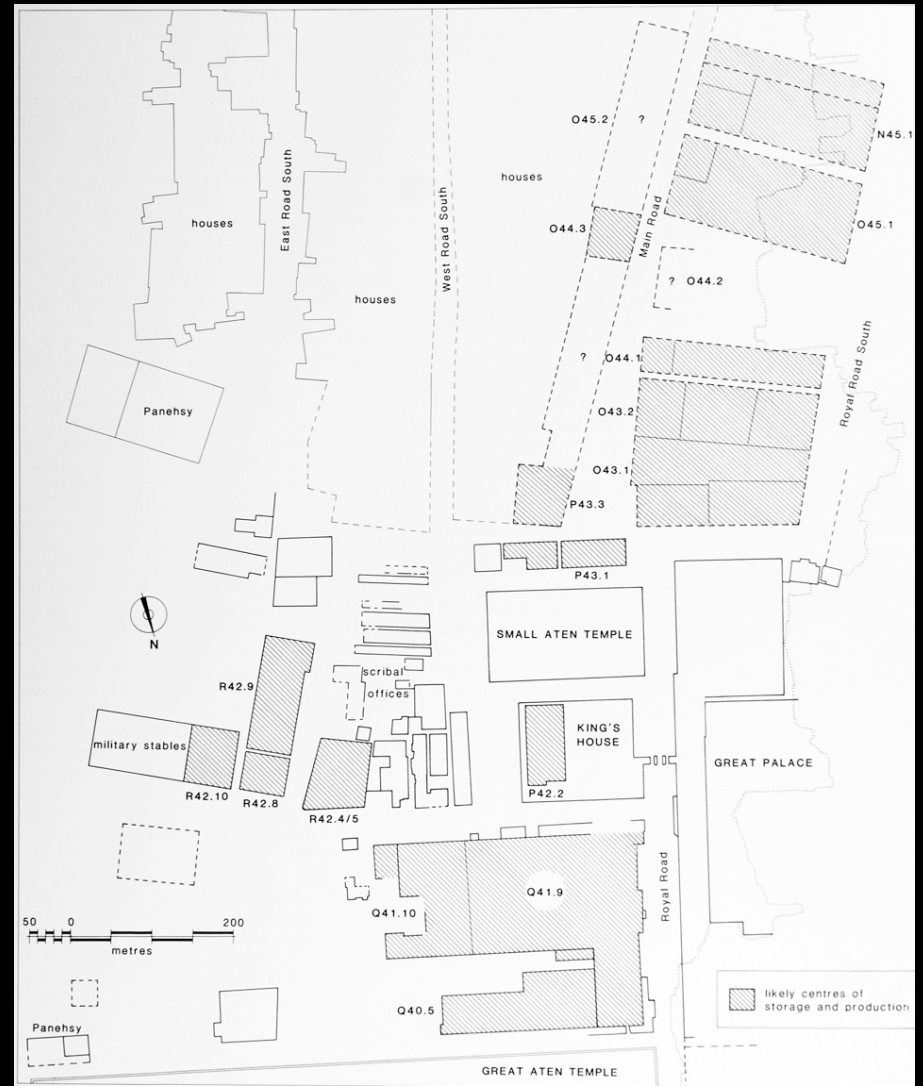 O45.2
?
N45.1
houses
houses
East Road South
West Road South
Main Road
O44.3
O45.1
? O44.2
houses
? O44.1
Royal Road South
Panehsy
O43.2
O43.1
P43.3
P43.1
N
SMALL ATEN TEMPLE
scribal
offices
R42.9
military stables
KING'S
HOUSE
GREAT PALACE
R42.10
R42.8
P42.2
R42.4/5
Royal Road
Q41.9
Q41.10
50 0 200
metres
likely centres of
storage and production
Q40.5
Panehsy
GREAT ATEN TEMPLE